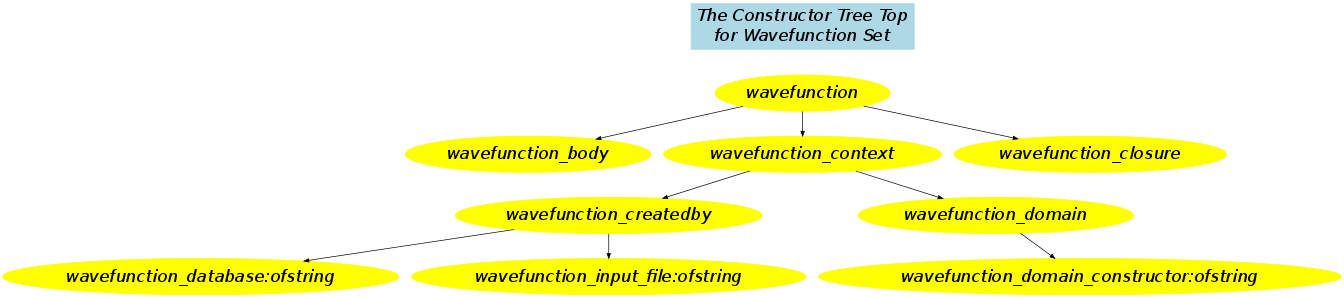 The Constructor Tree Top
for Wavefunction Set
wavefunction
wavefunction_body
wavefunction_context
wavefunction_closure
wavefunction_createdby
wavefunction_domain
wavefunction_database:ofstring
wavefunction_input_file:ofstring
wavefunction_domain_constructor:ofstring